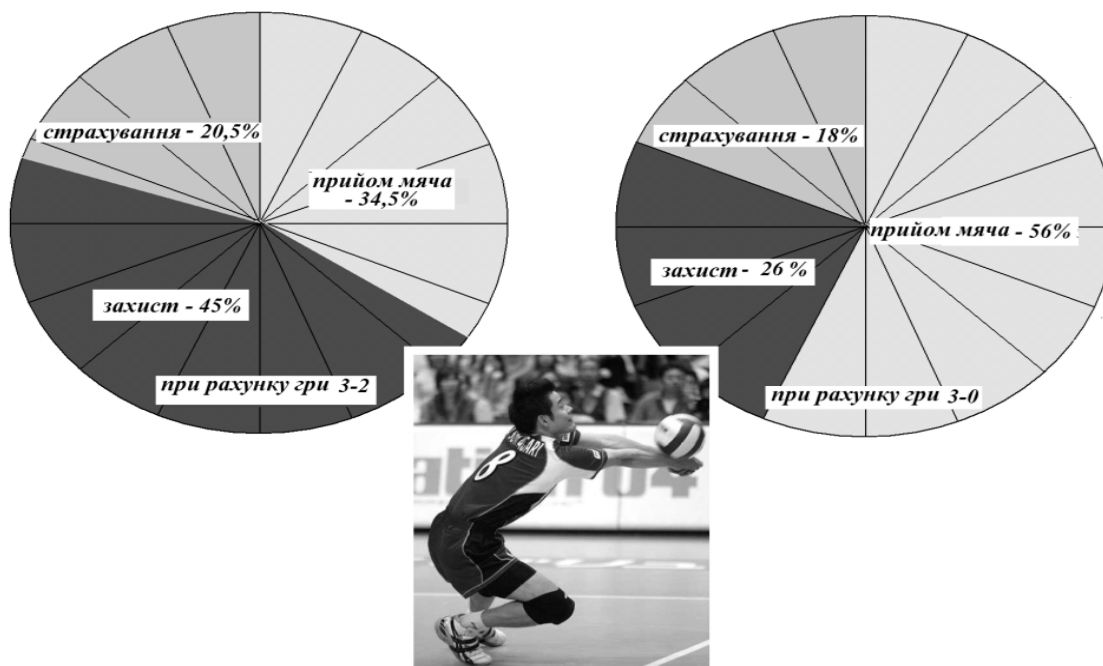 страхування - 20,5%
прийом мяча
- 34,5%
захист - 45%
при рахунку гри 3-2
страхування - 18%
прийом мяча - 56%
захист - 26 %
при рахунку гри 3-0
8